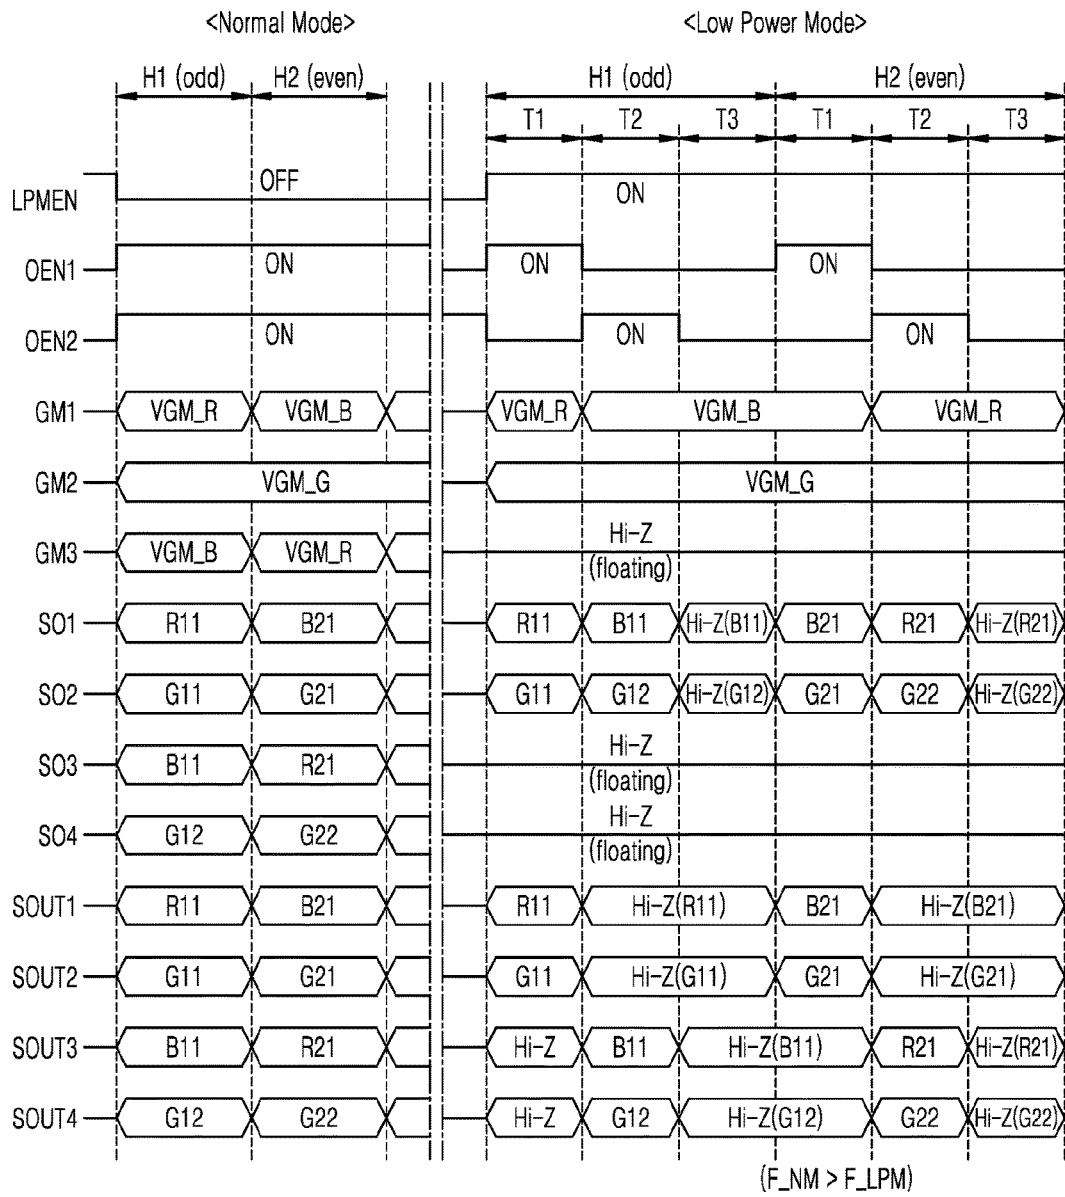 <Normal Mode> <Low Power Mode>
H1 (odd) H2 (even) H1 (odd) H2 (even)
T1 T2 T3 T1 T2 T3
LPMEN OFF ON
OEN1 ON ON ON
OEN2 ON ON ON
GM1 VGM_R VGM_B VGM_R VGM_B VGM_R
GM2 VGM_G VGM_G
GM3 VGM_B VGM_R Hi-Z
(floating)
SO1 R11 B21 R11 B11 Hi-Z(B11) B21 R21 Hi-Z(R21)
SO2 G11 G21 G11 G12 Hi-Z(G12) G21 G22 Hi-Z(G22)
SO3 B11 R21 Hi-Z
(floating)
SO4 G12 G22 Hi-Z
(floating)
SOUT1 R11 B21 R11 Hi-Z(R11) B21 Hi-Z(B21)
SOUT2 G11 G21 G11 Hi-Z(G11) G21 Hi-Z(G21)
SOUT3 B11 R21 Hi-Z B11 Hi-Z(B11) R21 Hi-Z(R21)
SOUT4 G12 G22 Hi-Z G12 Hi-Z(G12) G22 Hi-Z(G22)
(F_NM > F_LPM)